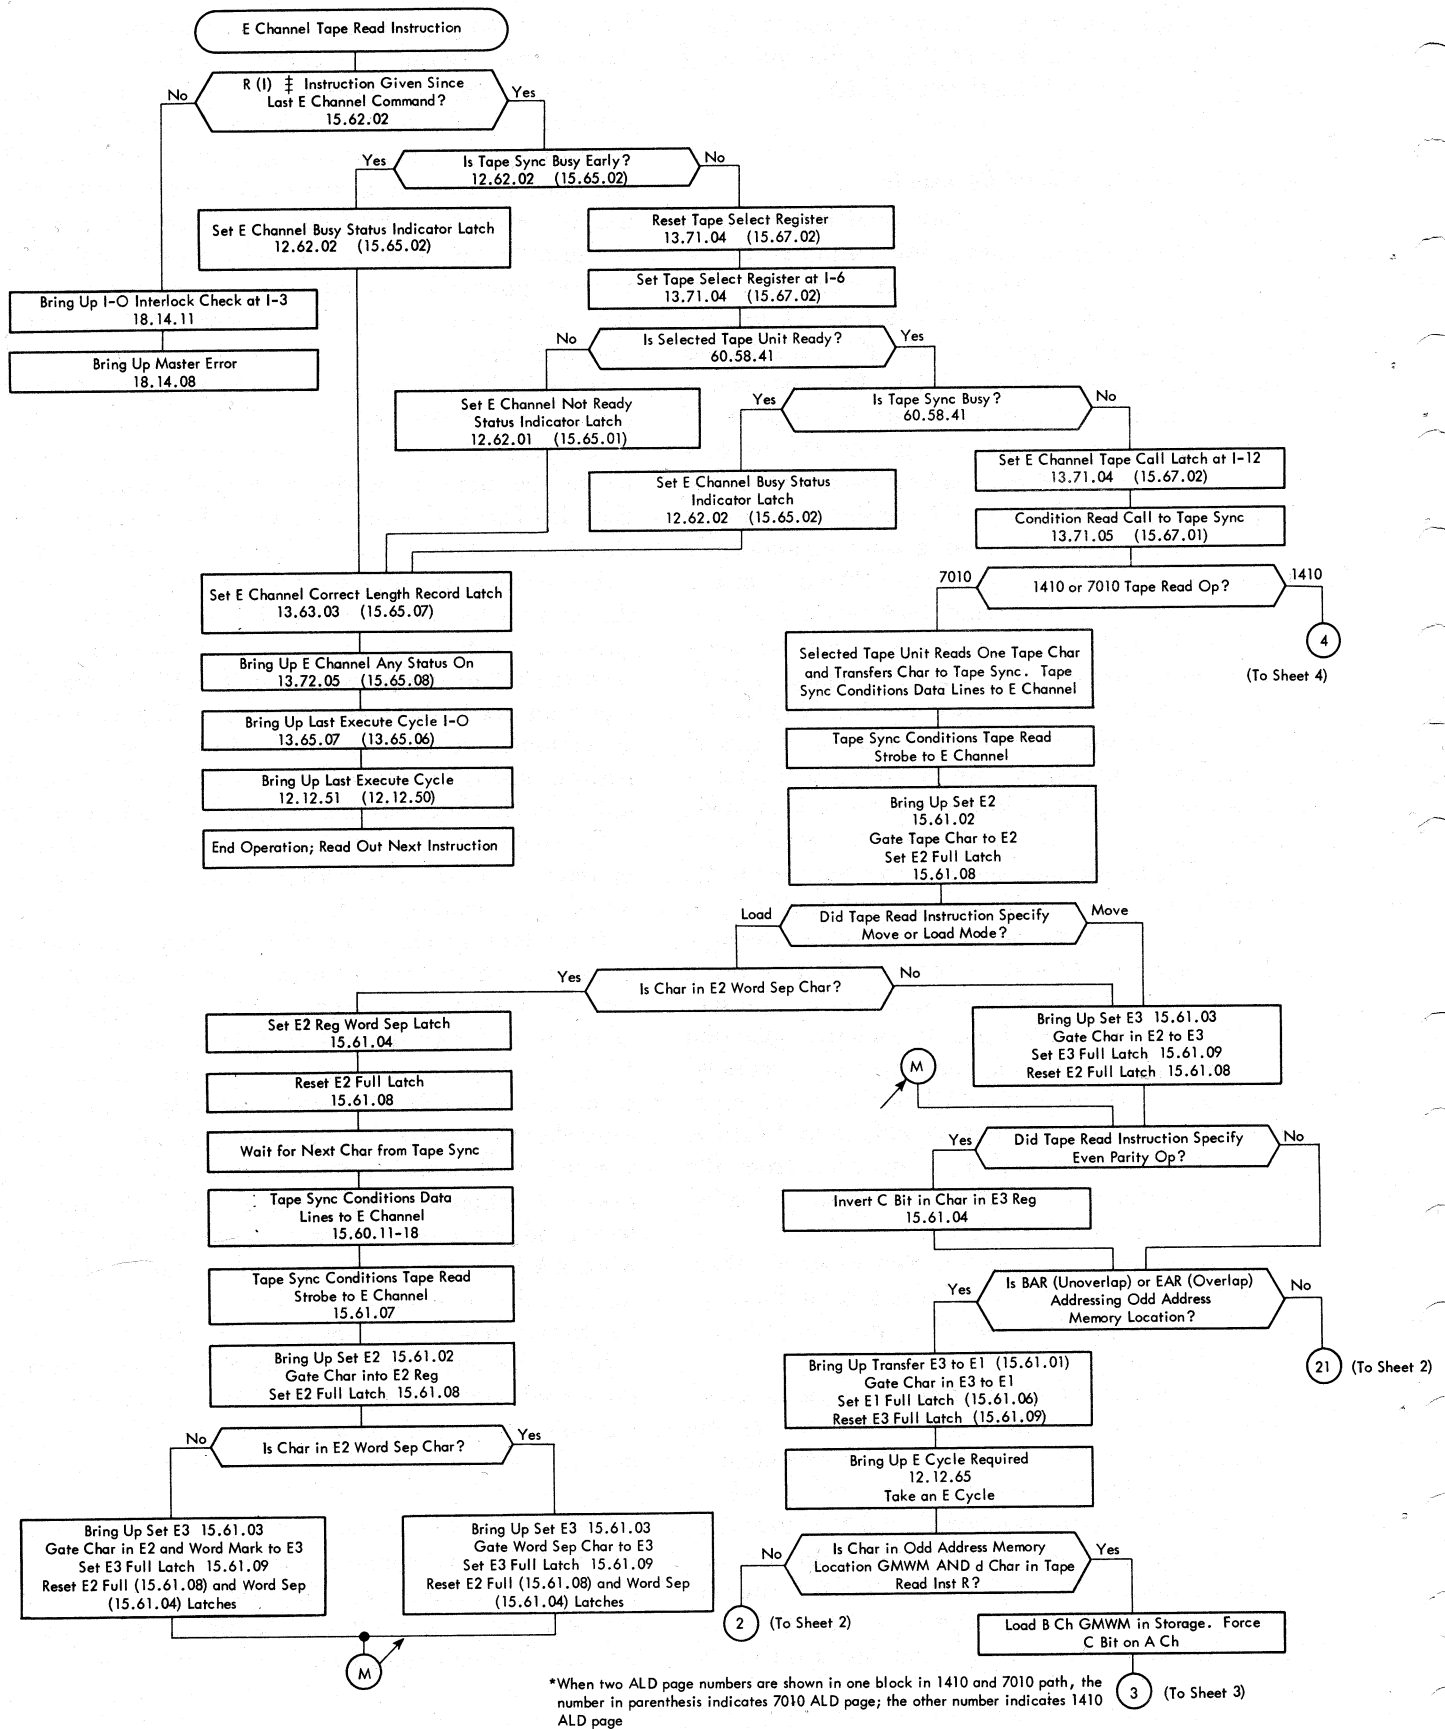 E Channel Tape Read Instruction
R (I) ⯒ Instruction Given Since
Last E Channel Command?
15.62.02
No
Yes
Is Tape Sync Busy Early?
12.62.02 (15.65.02)
Yes
No
Set E Channel Busy Status Indicator Latch
12.62.02 (15.65.02)
Reset Tape Select Register
13.71.04 (15.67.02)
Set Tape Select Register at I-6
13.71.04 (15.67.02)
Bring Up I-O Interlock Check at I-3
18.14.11
Bring Up Master Error
18.14.08
Is Selected Tape Unit Ready?
60.58.41
No
Yes
Set E Channel Not Ready
Status Indicator Latch
12.62.01 (15.65.01)
Is Tape Sync Busy?
60.58.41
Yes
No
Set E Channel Busy Status
Indicator Latch
12.62.02 (15.65.02)
Set E Channel Tape Call Latch at I-12
13.71.04 (15.67.02)
Condition Read Call to Tape Sync
13.71.05 (15.67.01)
7010
1410 or 7010 Tape Read Op?
1410
4
(To Sheet 4)
Set E Channel Correct Length Record Latch
13.63.03 (15.65.07)
Bring Up E Channel Any Status On
13.72.05 (15.65.08)
Bring Up Last Execute Cycle I-O
13.65.07 (13.65.06)
Bring Up Last Execute Cycle
12.12.51 (12.12.50)
End Operation; Read Out Next Instruction
Selected Tape Unit Reads One Tape Char
and Transfers Char to Tape Sync. Tape
Sync Conditions Data Lines to E Channel
Tape Sync Conditions Tape Read
Strobe to E Channel
Bring Up Set E2
15.61.02
Gate Tape Char to E2
Set E2 Full Latch
15.61.08
Load
Did Tape Read Instruction Specify
Move or Load Mode?
Move
Yes
Is Char in E2 Word Sep Char?
No
Set E2 Reg Word Sep Latch
15.61.04
Reset E2 Full Latch
15.61.08
Wait for Next Char from Tape Sync
Tape Sync Conditions Data
Lines to E Channel
15.60.11-18
Tape Sync Conditions Tape Read
Strobe to E Channel
15.61.07
Bring Up Set E2 15.61.02
Gate Char into E2 Reg
Set E2 Full Latch 15.61.08
No
Is Char in E2 Word Sep Char?
Yes
Bring Up Set E3 15.61.03
Gate Char in E2 and Word Mark to E3
Set E3 Full Latch 15.61.09
Reset E2 Full (15.61.08) and Word Sep
(15.61.04) Latches
Bring Up Set E3 15.61.03
Gate Word Sep Char to E3
Set E3 Full Latch 15.61.09
Reset E2 Full (15.61.08) and Word Sep
(15.61.04) Latches
M
Bring Up Set E3 15.61.03
Gate Char in E2 to E3
Set E3 Full Latch 15.61.09
Reset E2 Full Latch 15.61.08
M
Yes
Did Tape Read Instruction Specify
Even Parity Op?
No
Invert C Bit in Char in E3 Reg
15.61.04
Yes
Is BAR (Unoverlap) or EAR (Overlap)
Addressing Odd Address
Memory Location?
No
21
(To Sheet 2)
Bring Up Transfer E3 to E1 (15.61.01)
Gate Char in E3 to E1
Set E1 Full Latch (15.61.06)
Reset E3 Full Latch (15.61.09)
Bring Up E Cycle Required
12.12.65
Take an E Cycle
No
Is Char in Odd Address Memory
Location GMWM AND d Char in Tape
Read Inst R?
Yes
2
(To Sheet 2)
Load B Ch GMWM in Storage. Force
C Bit on A Ch
3
(To Sheet 3)
*When two ALD page numbers are shown in one block in 1410 and 7010 path, the
number in parenthesis indicates 7010 ALD page; the other number indicates 1410
ALD page